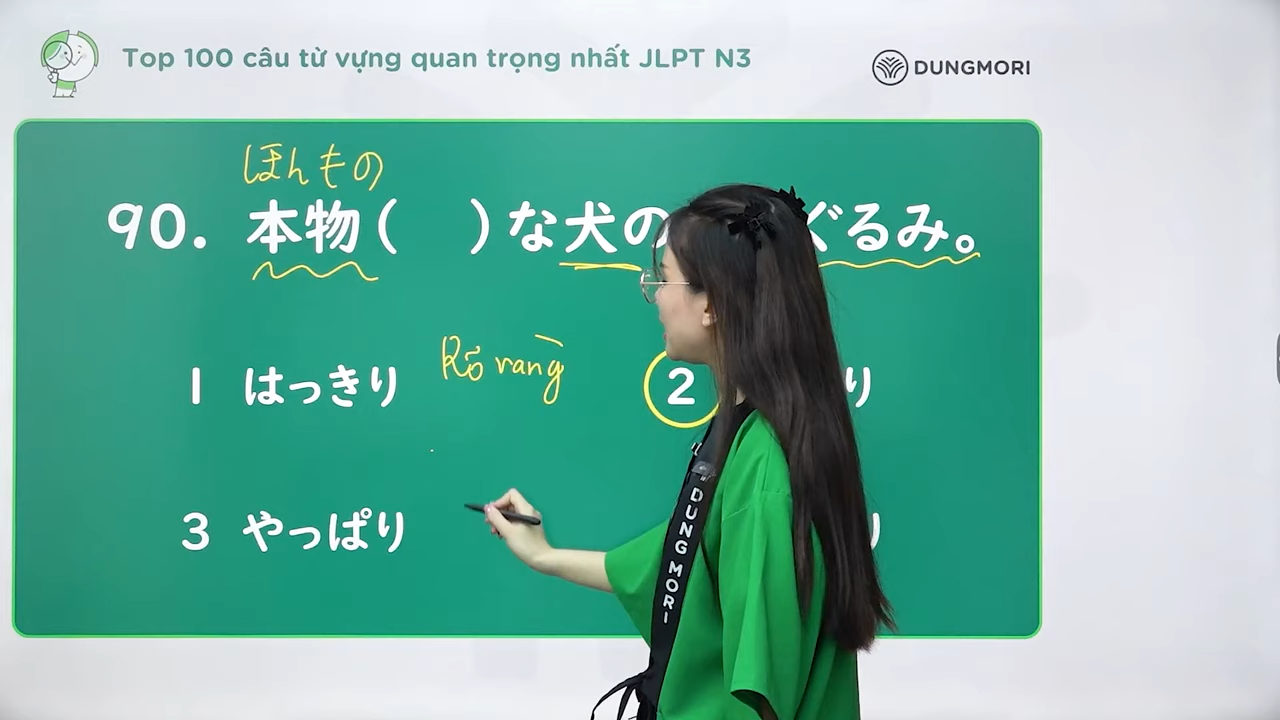 Top 100 câu từ vựng quan trọng nhất JLPT N3
DUNGMORI
ほんもの
90. 本物( )な犬の ぐるみ。
1 はっきり
Rõ ràng
2 り
3 やっぱり
り
DUNGMORI